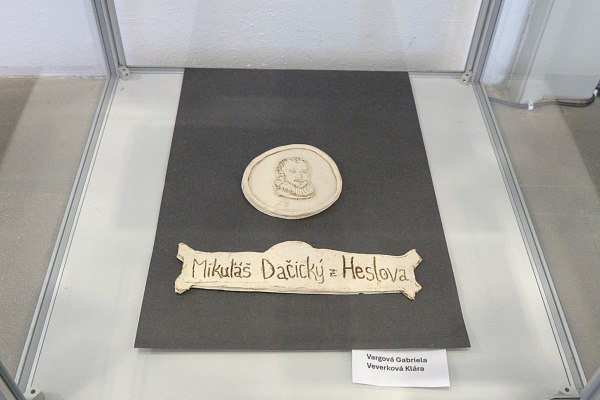 Mikuláš Dačický z Heslova
Vargová Gabriela
Veverková Klára